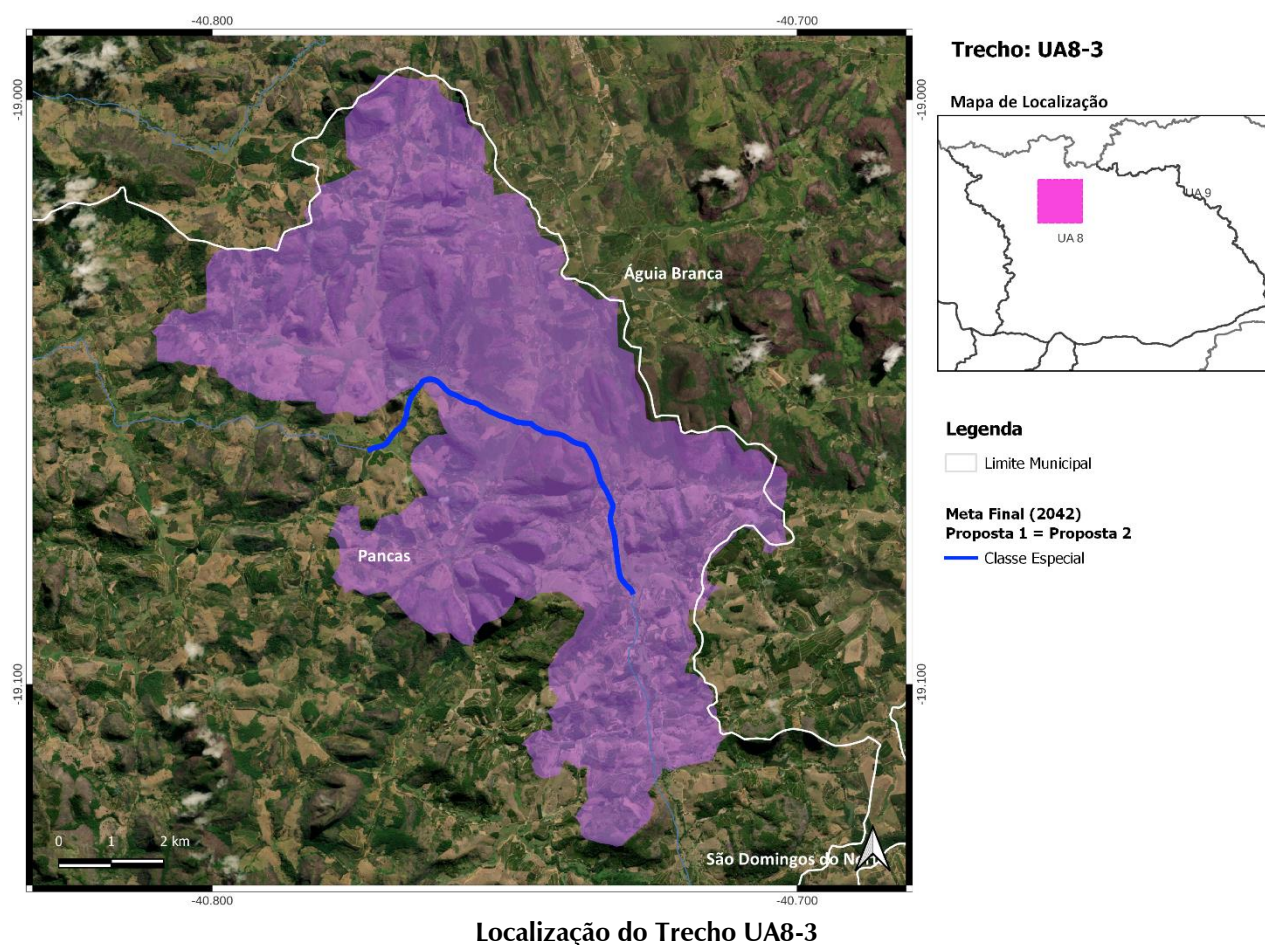 -40.800
-40.700
-19.000
-19.000
Trecho: UA8-3
Mapa de Localização
UA 9
UA 8
Águia Branca
Legenda
Limite Municipal
Meta Final (2042)
Proposta 1 = Proposta 2
Classe Especial
Pancas
-19.100
-19.100
0 1 2 km
São Domingos do
-40.800
-40.700
Localização do Trecho UA8-3